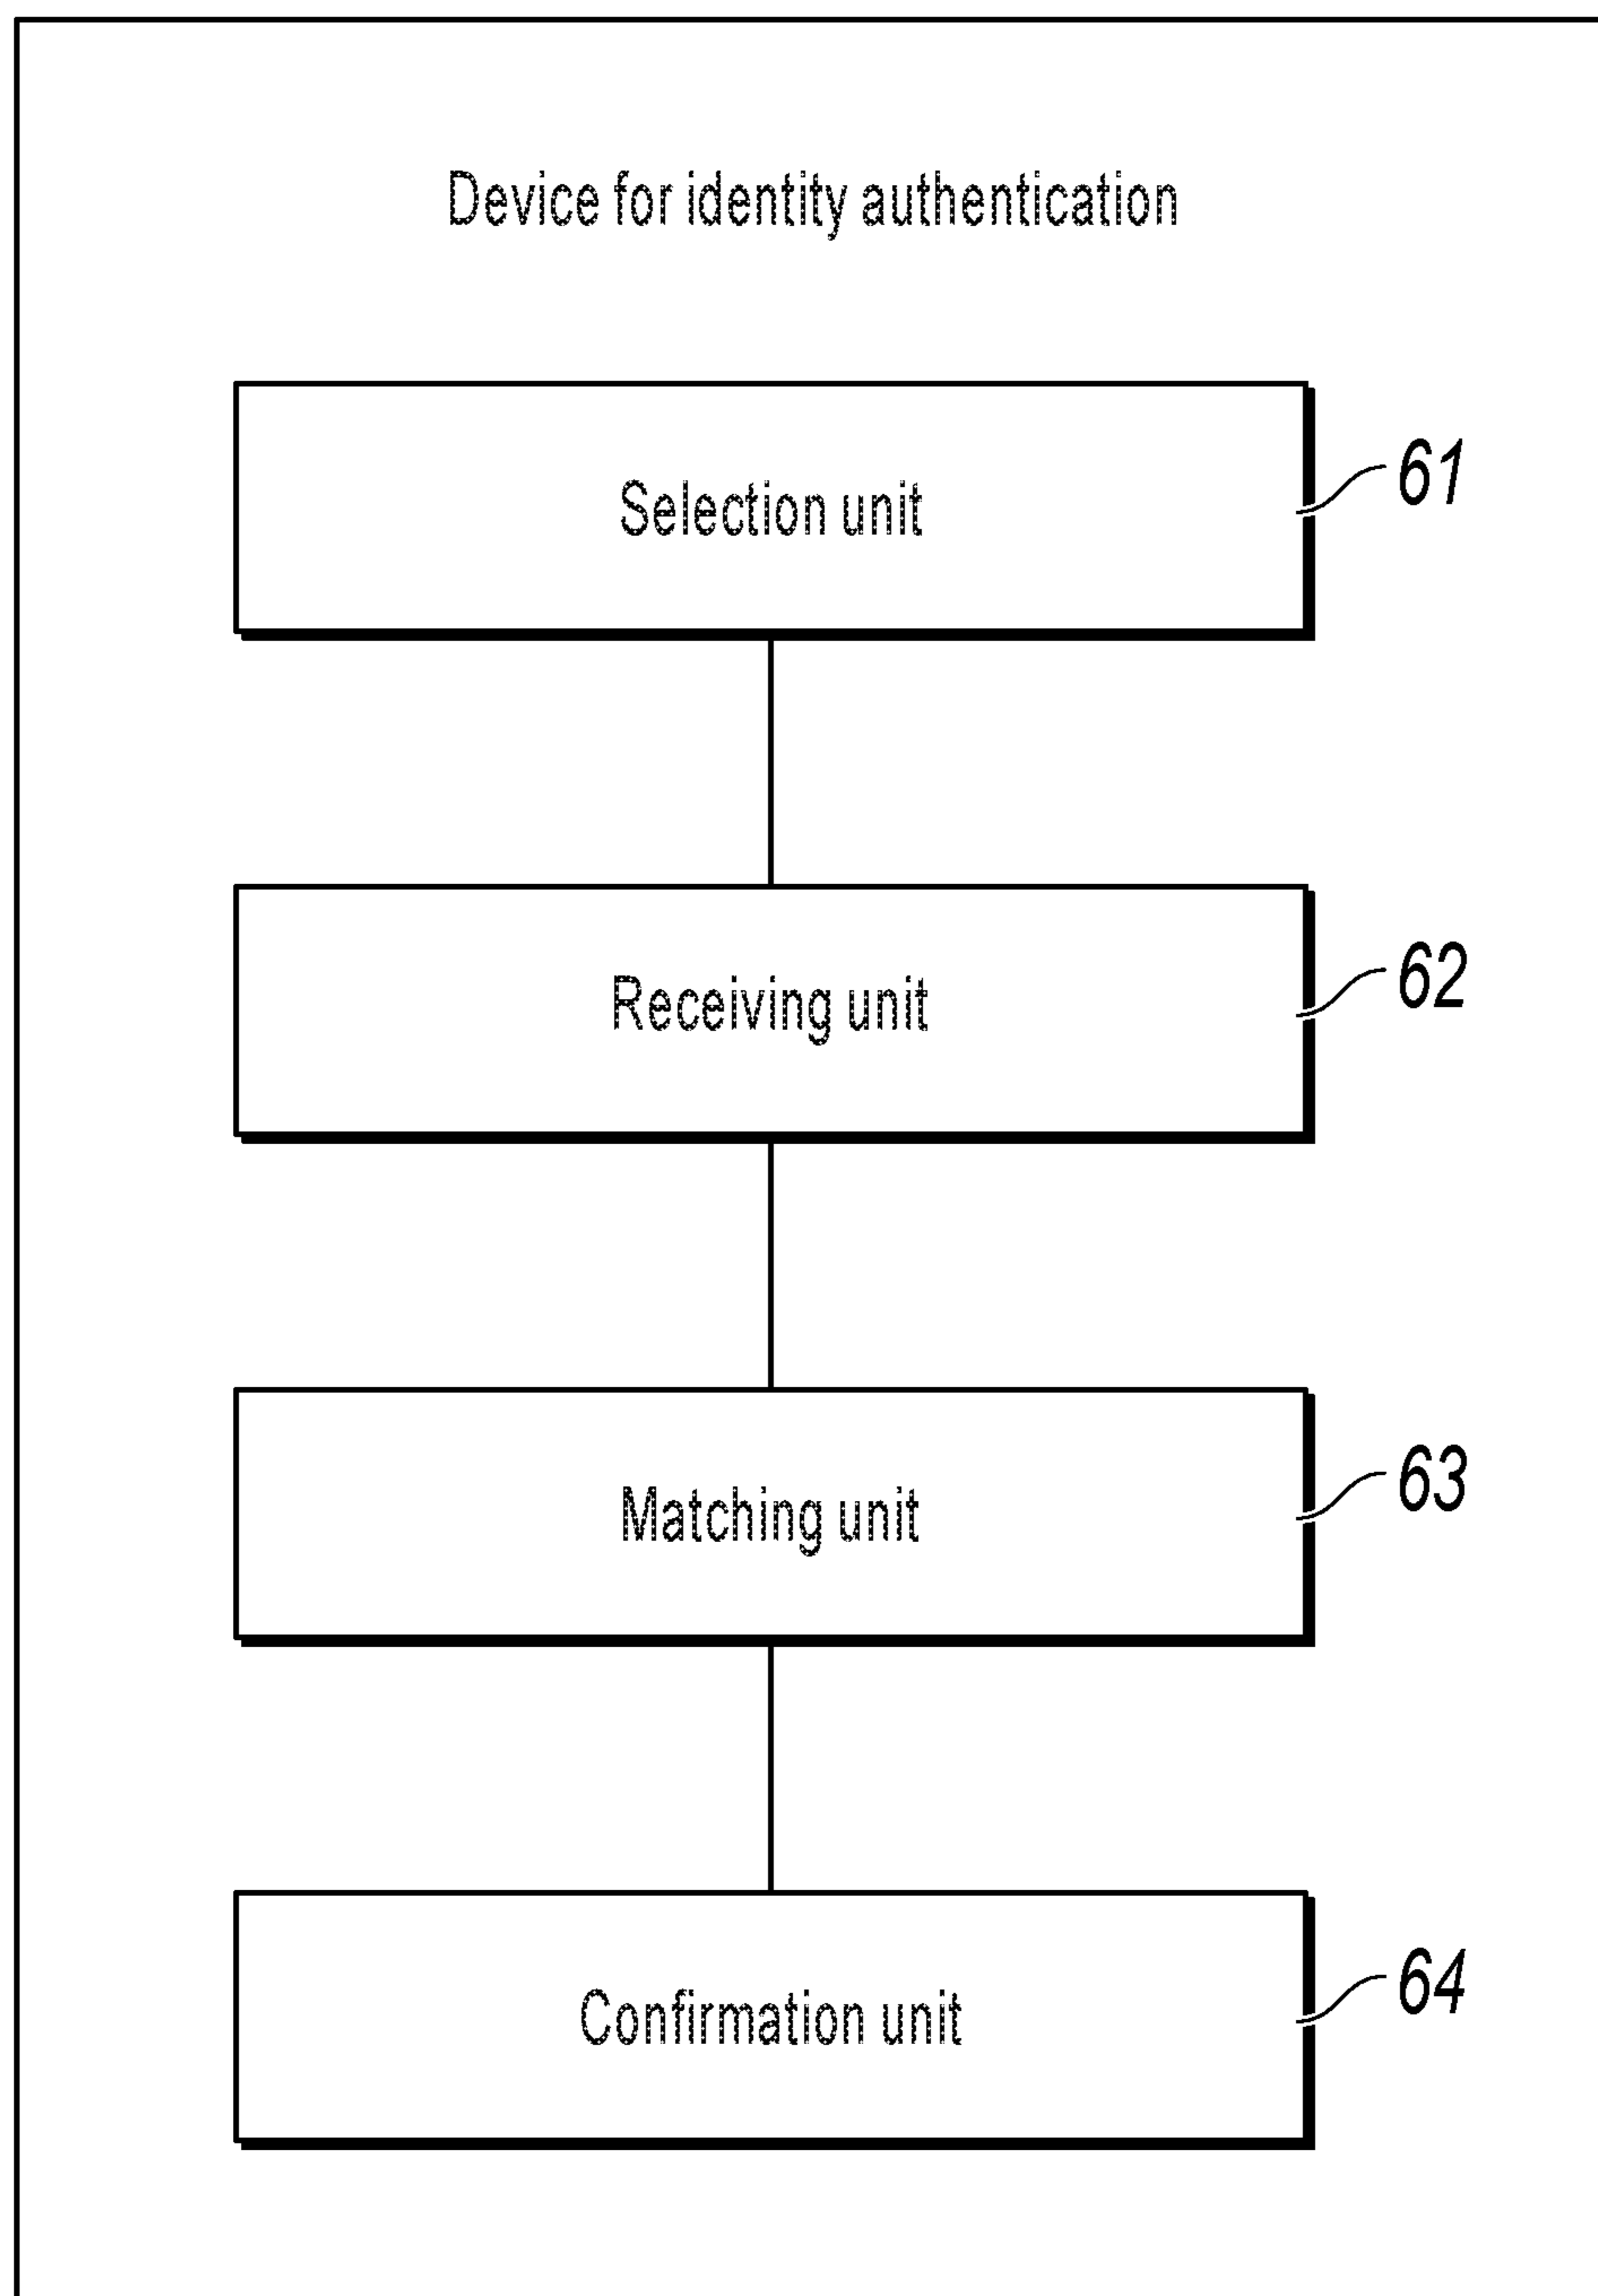 Device for identity authentication
Selection unit
61
Receiving unit
62
Matching unit
63
Confirmation unit
64